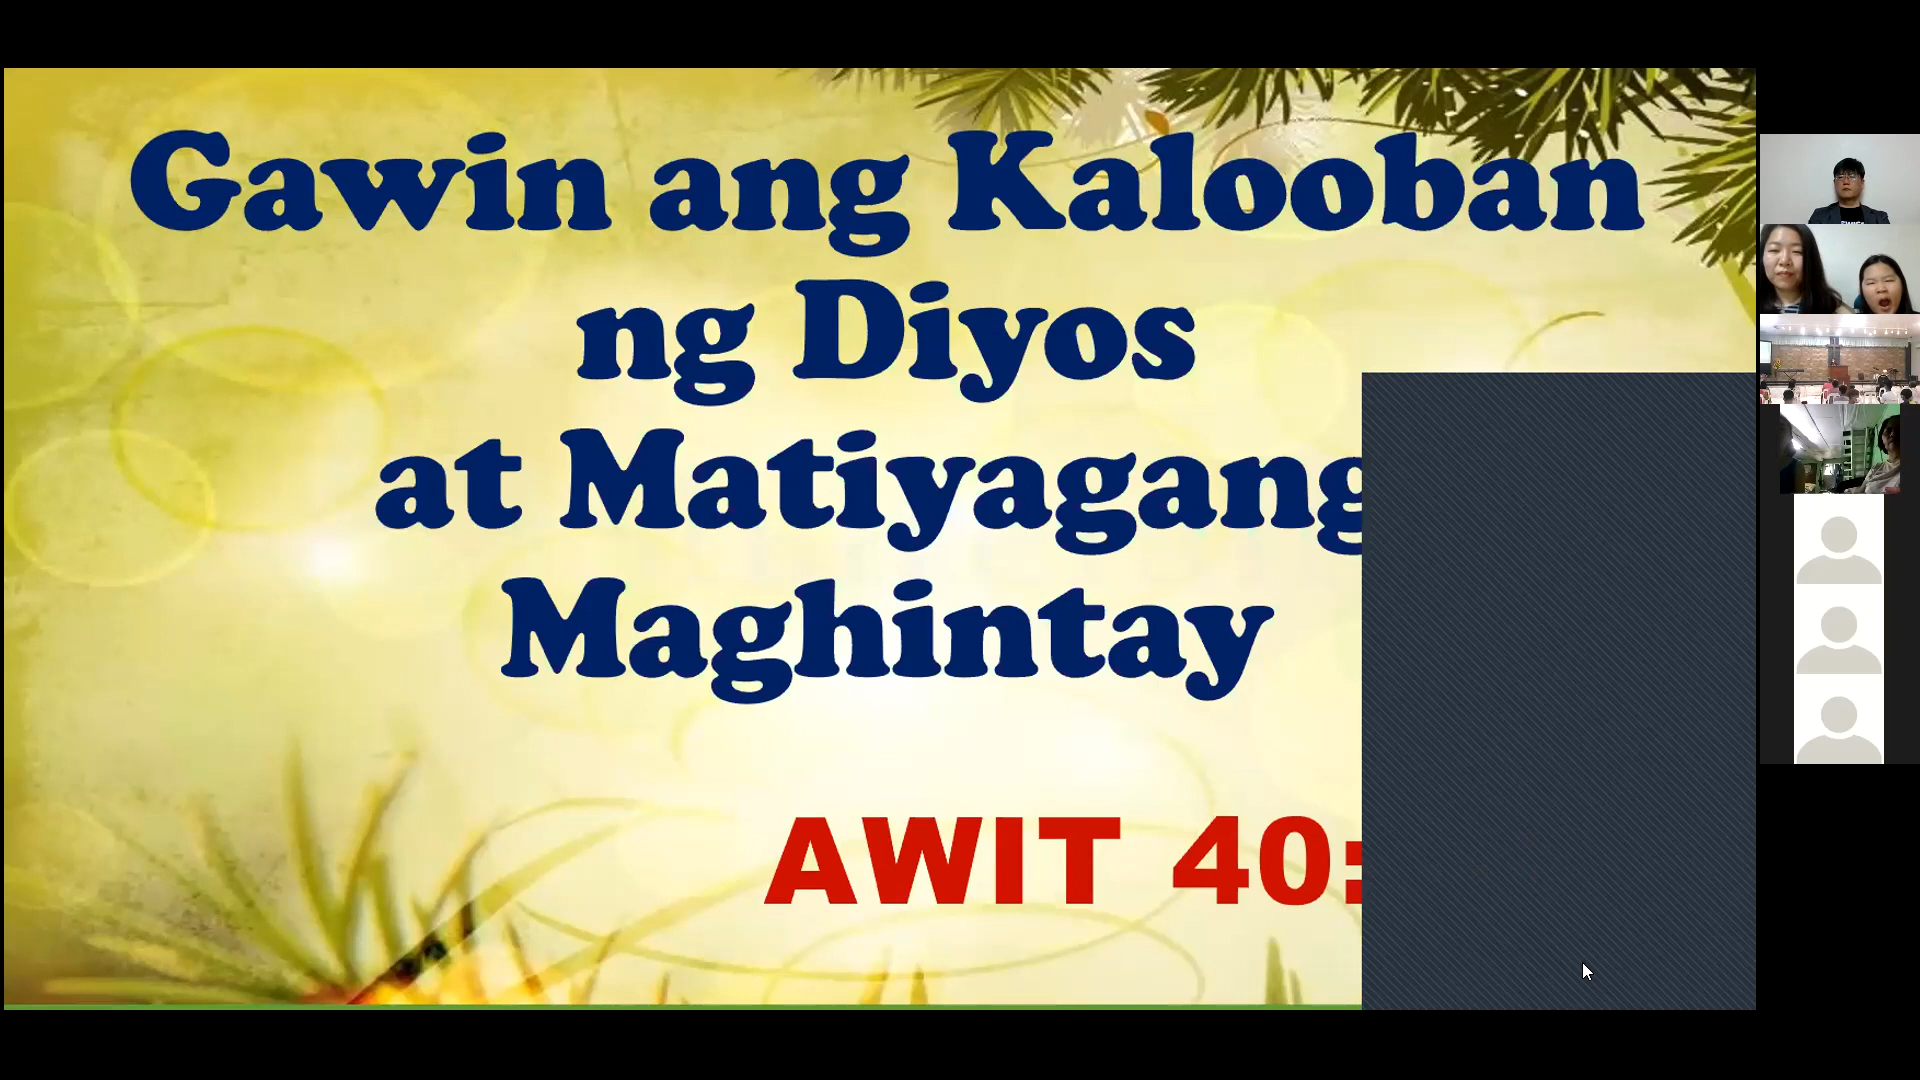 Gawin ang Kalooban
ng Diyos
at Matiyagang
Maghintay
AWIT 40: